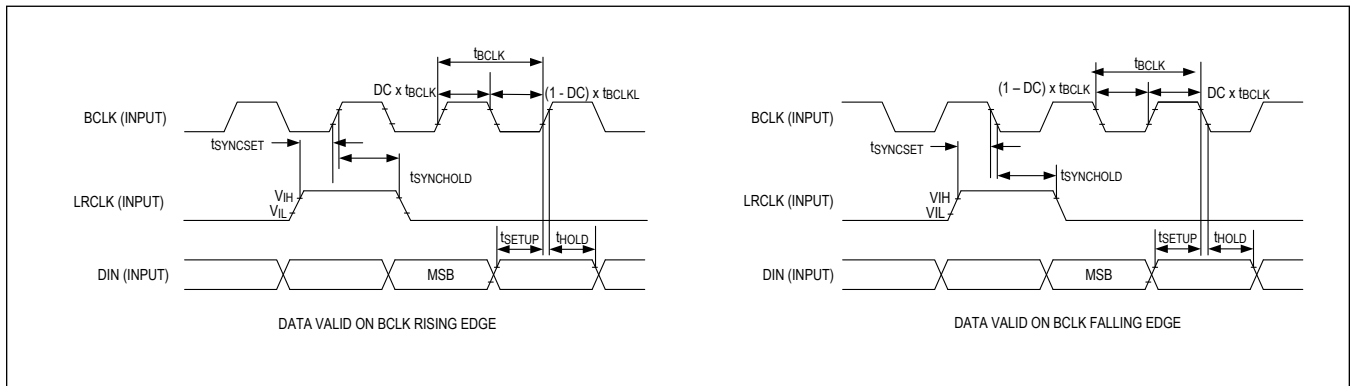 tBCLK
DC x tBCLK
(1 - DC) x tBCLKL
BCLK (INPUT)
tSYNCSET
tSYNCHOLD
VIH
VIL
LRCLK (INPUT)
tSETUP
tHOLD
DIN (INPUT)
MSB
DATA VALID ON BCLK RISING EDGE
tBCLK
(1 – DC) x tBCLK
DC x tBCLK
BCLK (INPUT)
tSYNCSET
tSYNCHOLD
VIH
VIL
LRCLK (INPUT)
tSETUP
tHOLD
DIN (INPUT)
MSB
DATA VALID ON BCLK FALLING EDGE